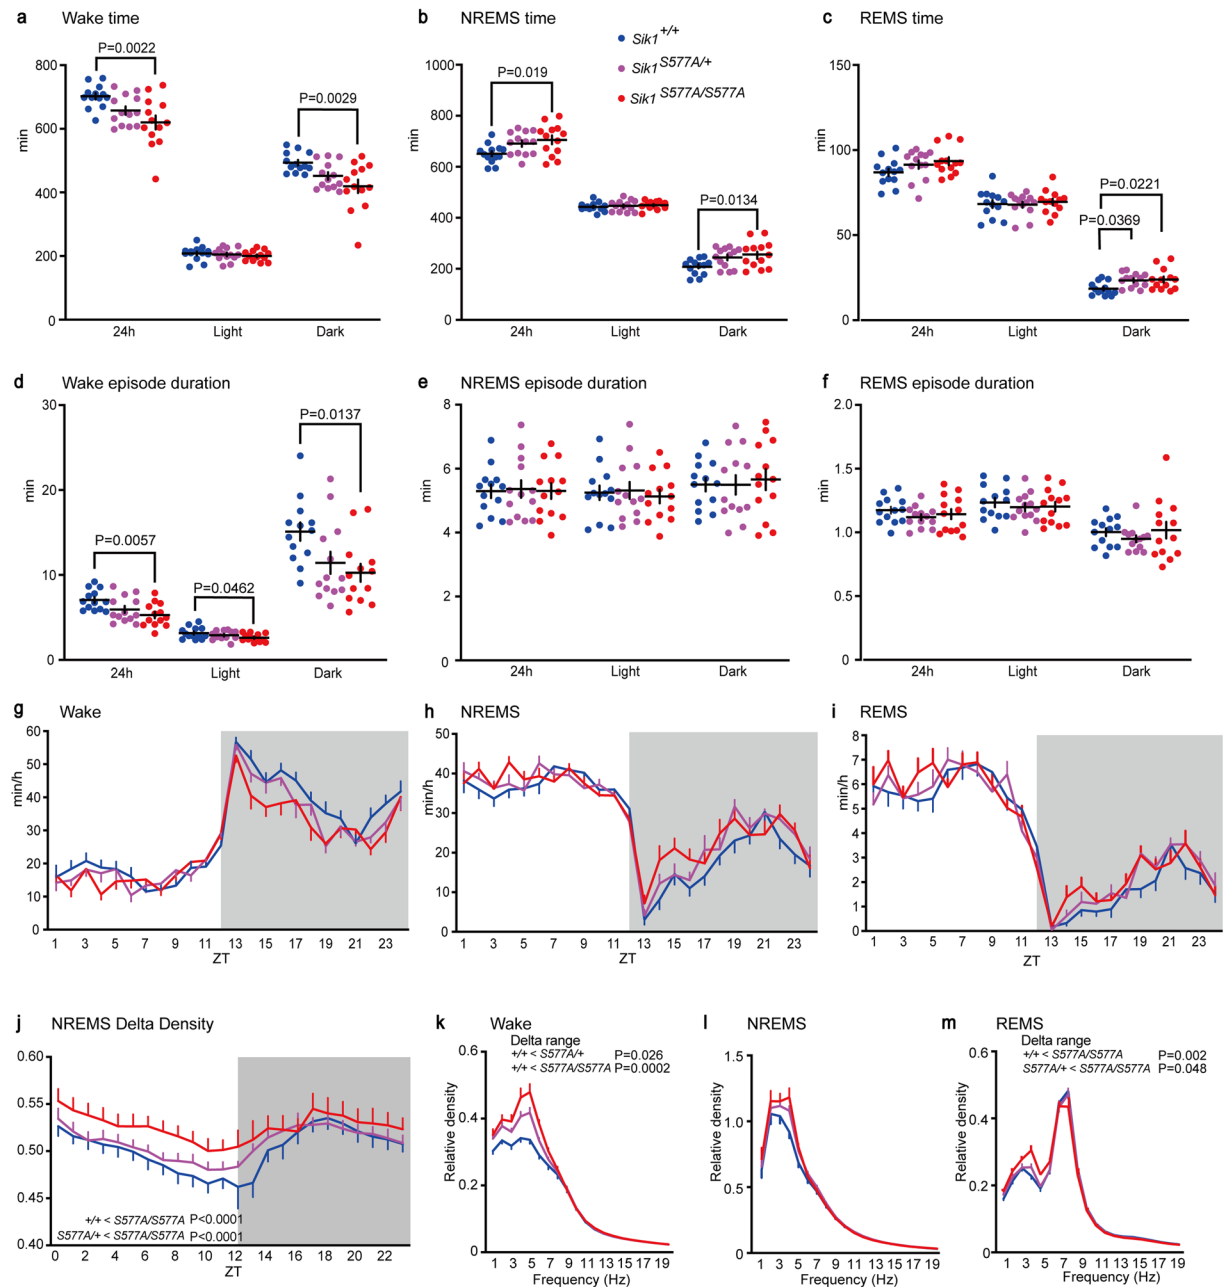 a Wake time
P=0.0022
P=0.0029
min
800
600
400
200
0
24h Light Dark
b NREMS time
Sik1+/+
Sik1S577A/+
Sik1S577A/S577A
P=0.019
P=0.0134
min
1000
800
600
400
200
0
24h Light Dark
c REMS time
P=0.0221
P=0.0369
min
150
100
50
0
24h Light Dark
d Wake episode duration
P=0.0137
P=0.0057
P=0.0462
min
30
20
10
0
24h Light Dark
e NREMS episode duration
min
8
6
4
2
0
24h Light Dark
f REMS episode duration
min
2.0
1.5
1.0
0.5
0
24h Light Dark
g Wake
min/h
60
50
40
30
20
10
0
1 3 5 7 9 11 13 15 17 19 21 23
ZT
h NREMS
min/h
50
40
30
20
10
0
1 3 5 7 9 11 13 15 17 19 21 23
ZT
i REMS
min/h
8
7
6
5
4
3
2
1
0
1 3 5 7 9 11 13 15 17 19 21 23
ZT
j NREMS Delta Density
0.60
0.55
0.50
0.45
0.40
+/+ < S577A/S577A P<0.0001
S577A/+ < S577A/S577A P<0.0001
0 2 4 6 8 10 12 14 16 18 20 22
ZT
k Wake
Delta range
+/+ < S577A/+ P=0.026
+/+ < S577A/S577A P=0.0002
Relative density
0.6
0.4
0.2
0
1 3 5 7 9 11 13 15 17 19
Frequency (Hz)
l NREMS
Relative density
1.5
1.0
0.5
0
1 3 5 7 9 11 13 15 17 19
Frequency (Hz)
m REMS
Delta range
+/+ < S577A/S577A P=0.002
S577A/+ < S577A/S577A P=0.048
Relative density
0.6
0.4
0.2
0
1 3 5 7 9 11 13 15 17 19
Frequency (Hz)